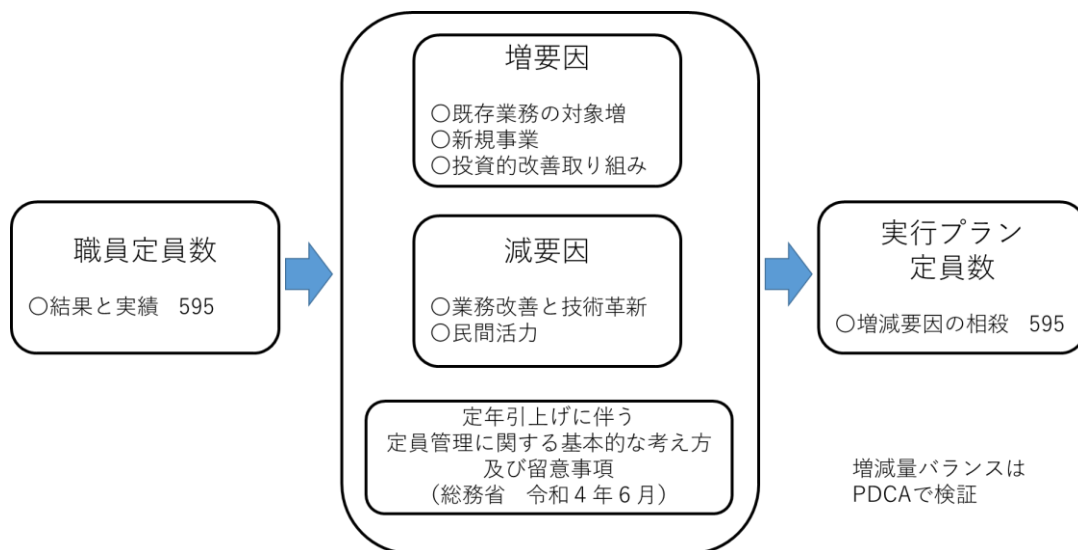 職員定員数
○結果と実績　595
増要因
○既存業務の対象増
○新規事業
○投資的改善取り組み
減要因
○業務改善と技術革新
○民間活力
定年引上げに伴う
定員管理に関する基本的な考え方
及び留意事項
（総務省　令和４年６月）
実行プラン
定員数
○増減要因の相殺　595
増減量バランスは
PDCAで検証